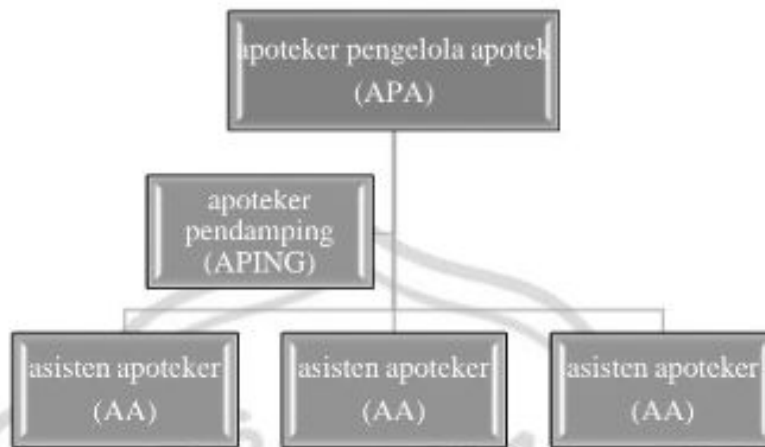 apoteker pengelola apotek
(APA)
apoteker
pendamping
(APING)
asisten apoteker
(AA)
asisten apoteker
(AA)
asisten apoteker
(AA)